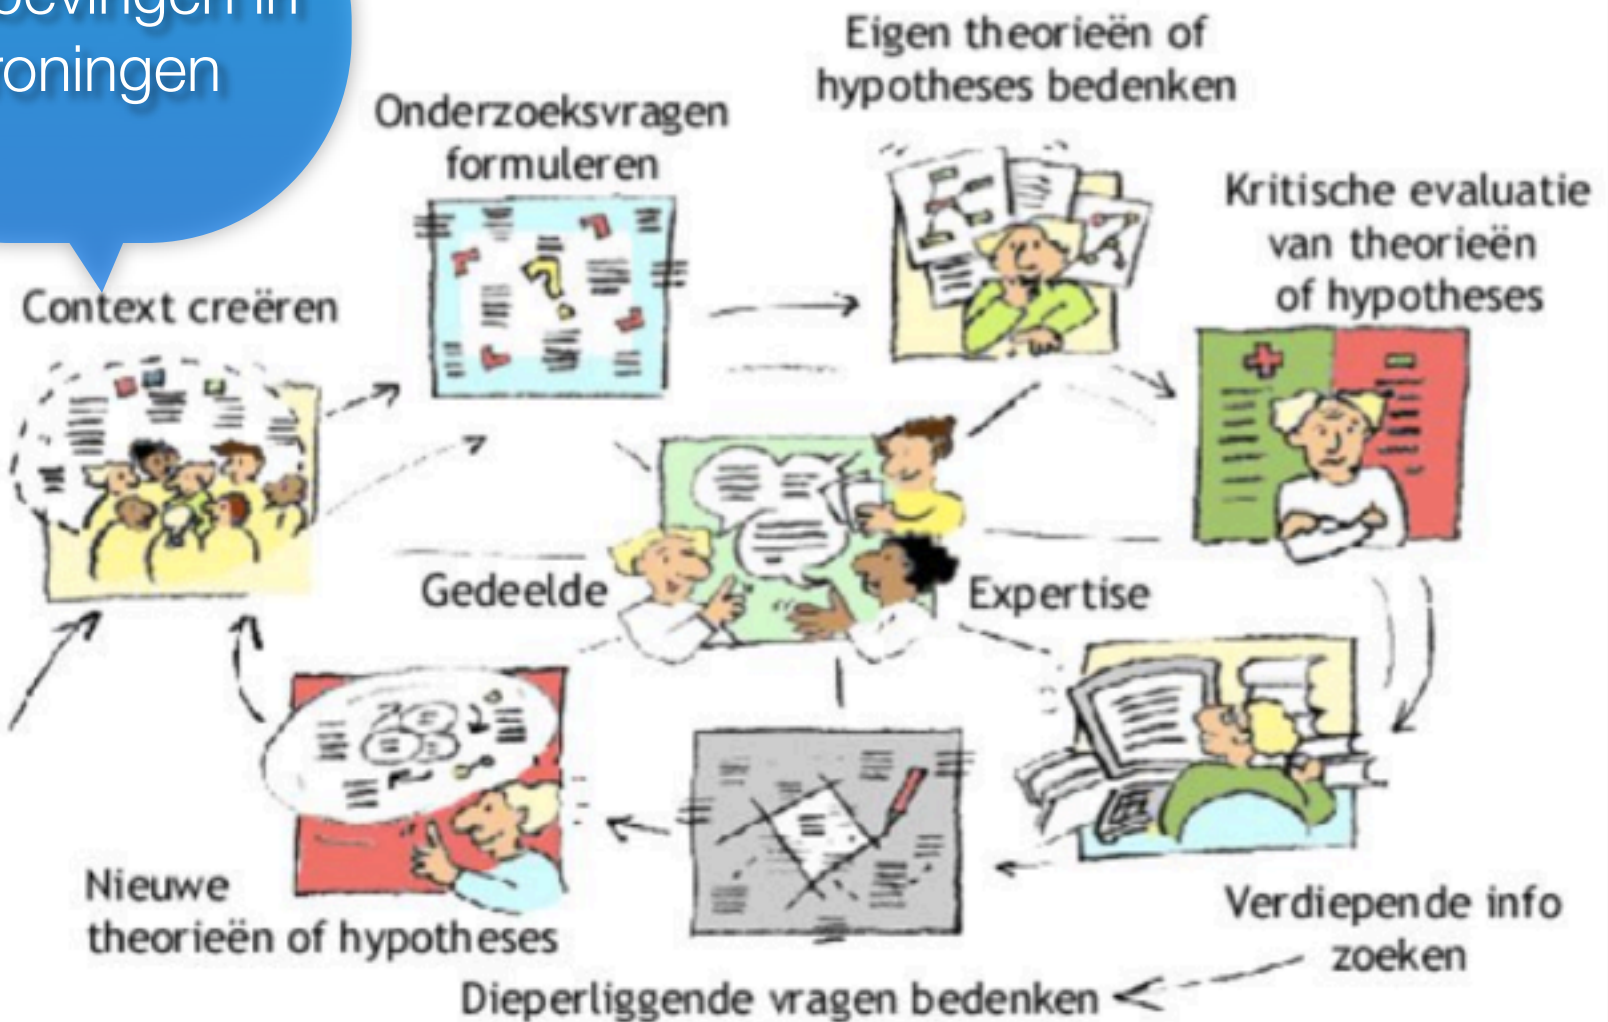 in
Eigen theorieën of
hypotheses bedenken
Onderzoeksvragen
formuleren
Kritische evaluatie
van theorieën
of hypotheses
Context creëren
Gedeelde
Expertise
Nieuwe
theorieën of hypotheses
Verdiepende info
zoeken
Dieperliggende vragen bedenken